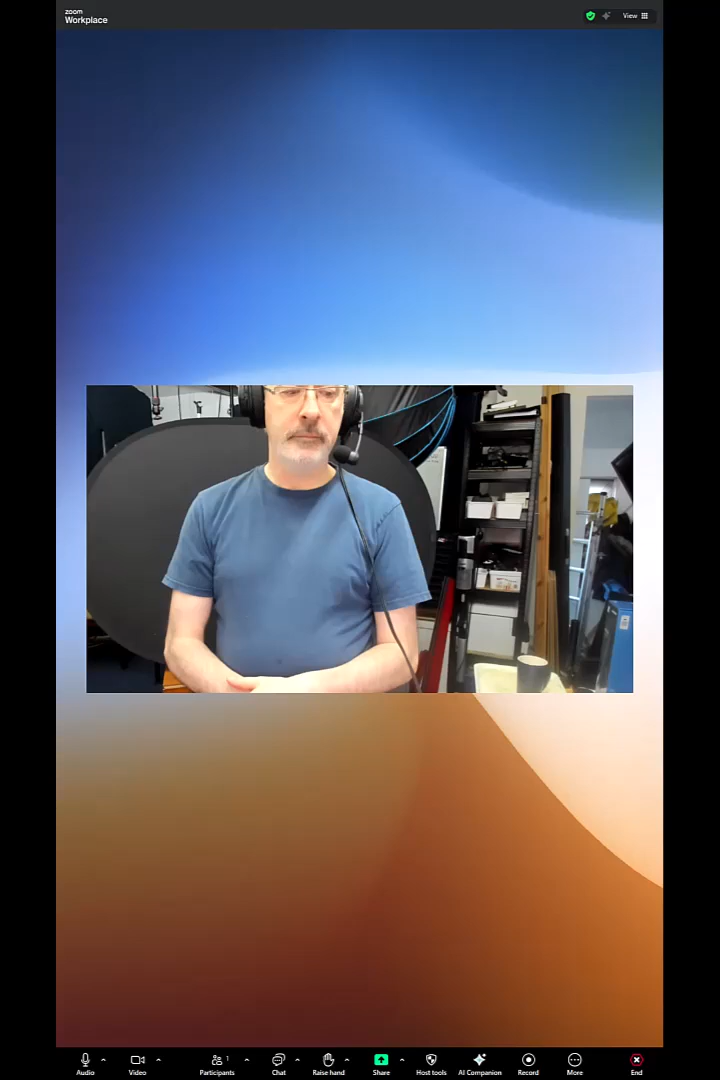 zoom
Workplace
View
1
Audio
Video
Participants
Chat
Raise hand
Share
Host tools
AI Companion
Record
More
End